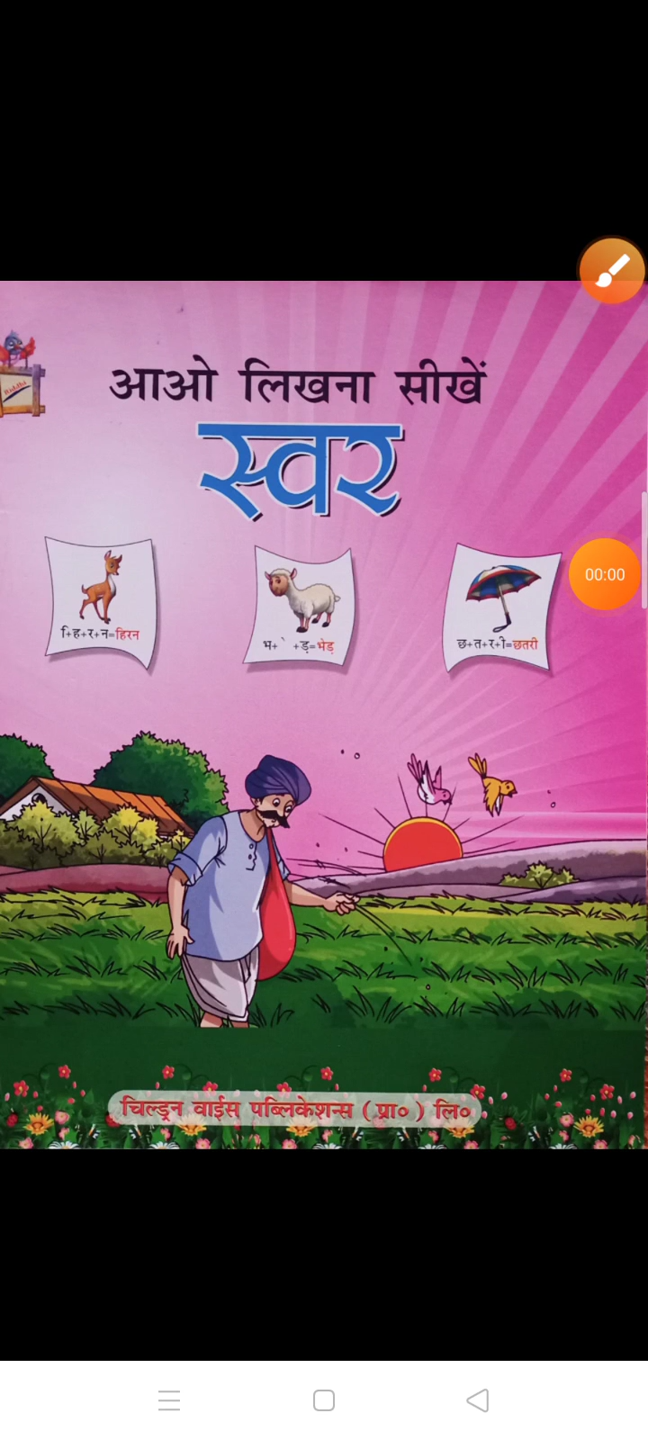 आओ लिखना सीखें
स्वर
ि+ह+र+न=हिरन
भ+े+ड़=भेड़
छ+त+र+ी=छतरी
00:00
चिल्ड्रन वाईस पब्लिकेशन्स (प्रा०) लि०